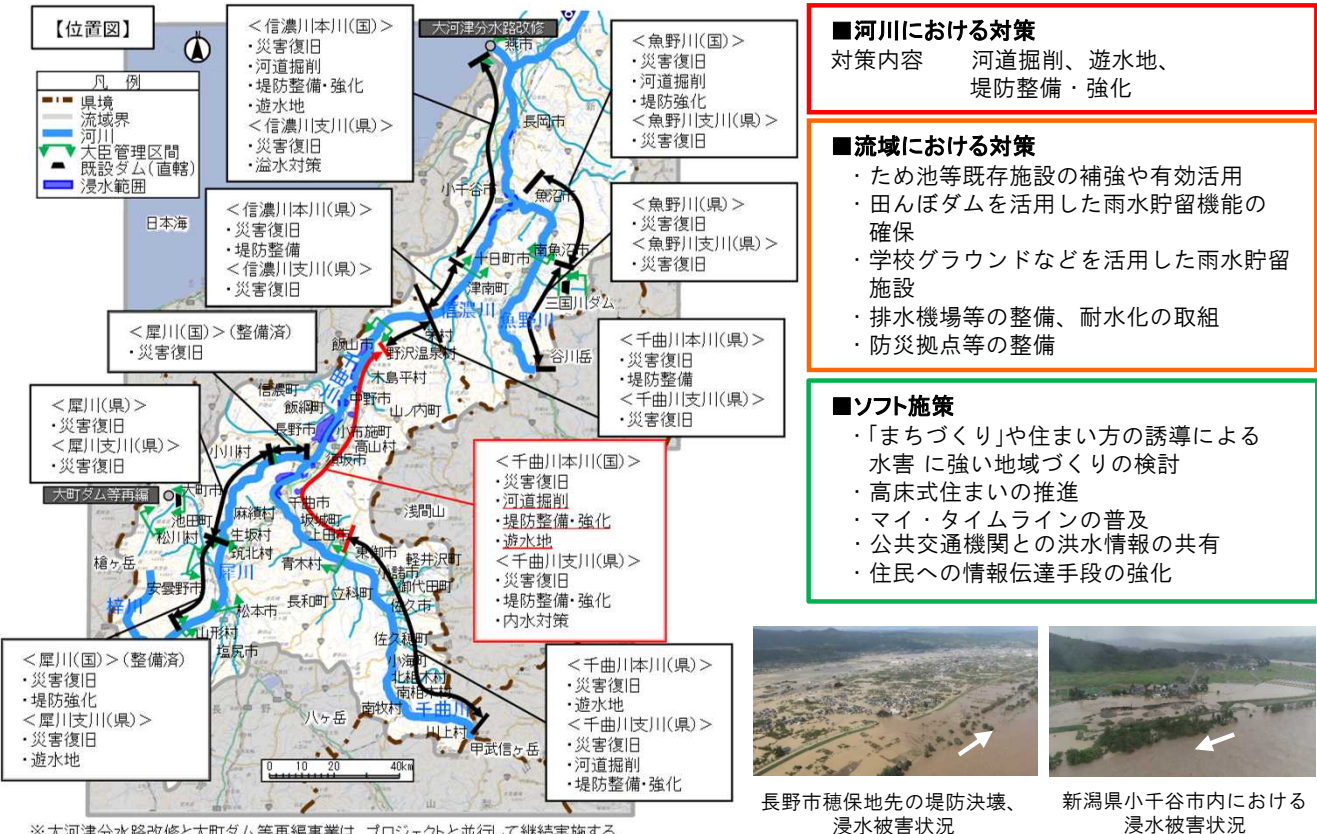 【位置図】
凡 例
県境
流域界
河川
大臣管理区間
既設ダム(直轄)
浸水範囲
日本海
＜信濃川本川(国)＞
・災害復旧
・河道掘削
・堤防整備・強化
・遊水地
＜信濃川支川(県)＞
・災害復旧
・溢水対策
大河津分水路改修
燕市
＜魚野川(国)＞
・災害復旧
・河道掘削
・堤防強化
＜魚野川支川(県)＞
・災害復旧
長岡市
小千谷市
魚沼市
＜信濃川本川(県)＞
・災害復旧
・堤防整備
＜信濃川支川(県)＞
・災害復旧
＜魚野川(県)＞
・災害復旧
＜魚野川支川(県)＞
・災害復旧
十日町市
南魚沼市
津南町
三国川ダム
信濃川
魚野川
谷川岳
＜犀川(国)＞(整備済)
・災害復旧
＜千曲川本川(県)＞
・災害復旧
・堤防整備
＜千曲川支川(県)＞
・災害復旧
飯山市
野沢温泉村
木島平村
中野市
山ノ内町
信濃町
飯綱町
長野市
小布施町
高山村
須坂市
小川村
＜犀川(県)＞
・災害復旧
＜犀川支川(県)＞
・災害復旧
大町ダム等再編
大町市
池田町
松川村
麻績村
生坂村
筑北村
千曲市
坂城町
上田市
青木村
東御市
浅間山
軽井沢町
小諸市
御代田町
佐久市
立科町
長和町
槍ヶ岳
安曇野市
犀川
梓川
松本市
山形村
塩尻市
佐久穂町
小海町
北相木村
南相木村
南牧村
千曲川
川上村
八ヶ岳
甲武信ヶ岳
＜千曲川本川(国)＞
・災害復旧
・河道掘削
・堤防整備・強化
・遊水地
＜千曲川支川(県)＞
・災害復旧
・堤防整備・強化
・内水対策
＜犀川(国)＞(整備済)
・災害復旧
・堤防強化
＜犀川支川(県)＞
・災害復旧
・遊水地
＜千曲川本川(県)＞
・災害復旧
・遊水地
＜千曲川支川(県)＞
・災害復旧
・河道掘削
・堤防整備・強化
0 10 20 40km
※大河津分水路改修と大町ダム等再編事業は、プロジェクトと並行して継続実施する
■河川における対策
対策内容 河道掘削、遊水地、
堤防整備・強化
■流域における対策
・ため池等既存施設の補強や有効活用
・田んぼダムを活用した雨水貯留機能の
確保
・学校グラウンドなどを活用した雨水貯留
施設
・排水機場等の整備、耐水化の取組
・防災拠点等の整備
■ソフト施策
・「まちづくり」や住まい方の誘導による
水害 に強い地域づくりの検討
・高床式住まいの推進
・マイ・タイムラインの普及
・公共交通機関との洪水情報の共有
・住民への情報伝達手段の強化
長野市穂保地先の堤防決壊、
浸水被害状況
新潟県小千谷市内における
浸水被害状況